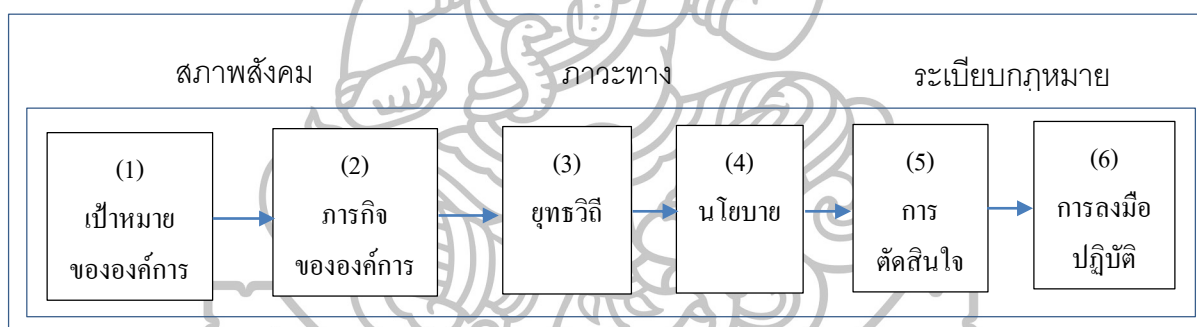 สภาพสังคม
ภาวะทาง
ระเบียบกฎหมาย
(1)
เป้าหมาย
ขององค์การ
(2)
ภารกิจ
ขององค์การ
(3)
ยุทธวิถี
(4)
นโยบาย
(5)
การ
ตัดสินใจ
(6)
การลงมือ
ปฏิบัติ